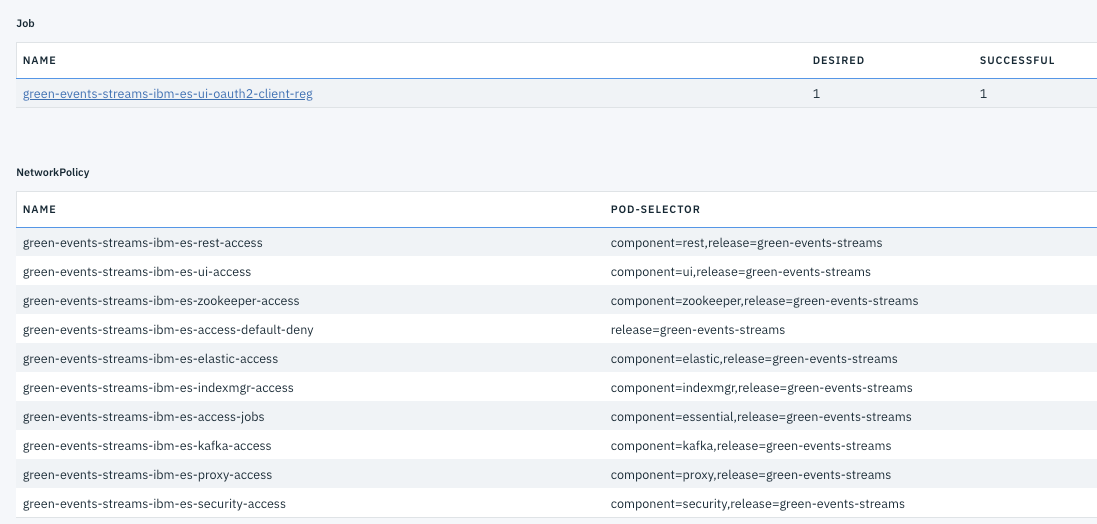 Job
NAME DESIRED SUCCESSFUL
green-events-streams-ibm-es-ui-oauth2-client-reg 1 1
NetworkPolicy
NAME POD-SELECTOR
green-events-streams-ibm-es-rest-access component=rest,release=green-events-streams
green-events-streams-ibm-es-ui-access component=ui,release=green-events-streams
green-events-streams-ibm-es-zookeeper-access component=zookeeper,release=green-events-streams
green-events-streams-ibm-es-access-default-deny release=green-events-streams
green-events-streams-ibm-es-elastic-access component=elastic,release=green-events-streams
green-events-streams-ibm-es-indexmgr-access component=indexmgr,release=green-events-streams
green-events-streams-ibm-es-access-jobs component=essential,release=green-events-streams
green-events-streams-ibm-es-kafka-access component=kafka,release=green-events-streams
green-events-streams-ibm-es-proxy-access component=proxy,release=green-events-streams
green-events-streams-ibm-es-security-access component=security,release=green-events-streams